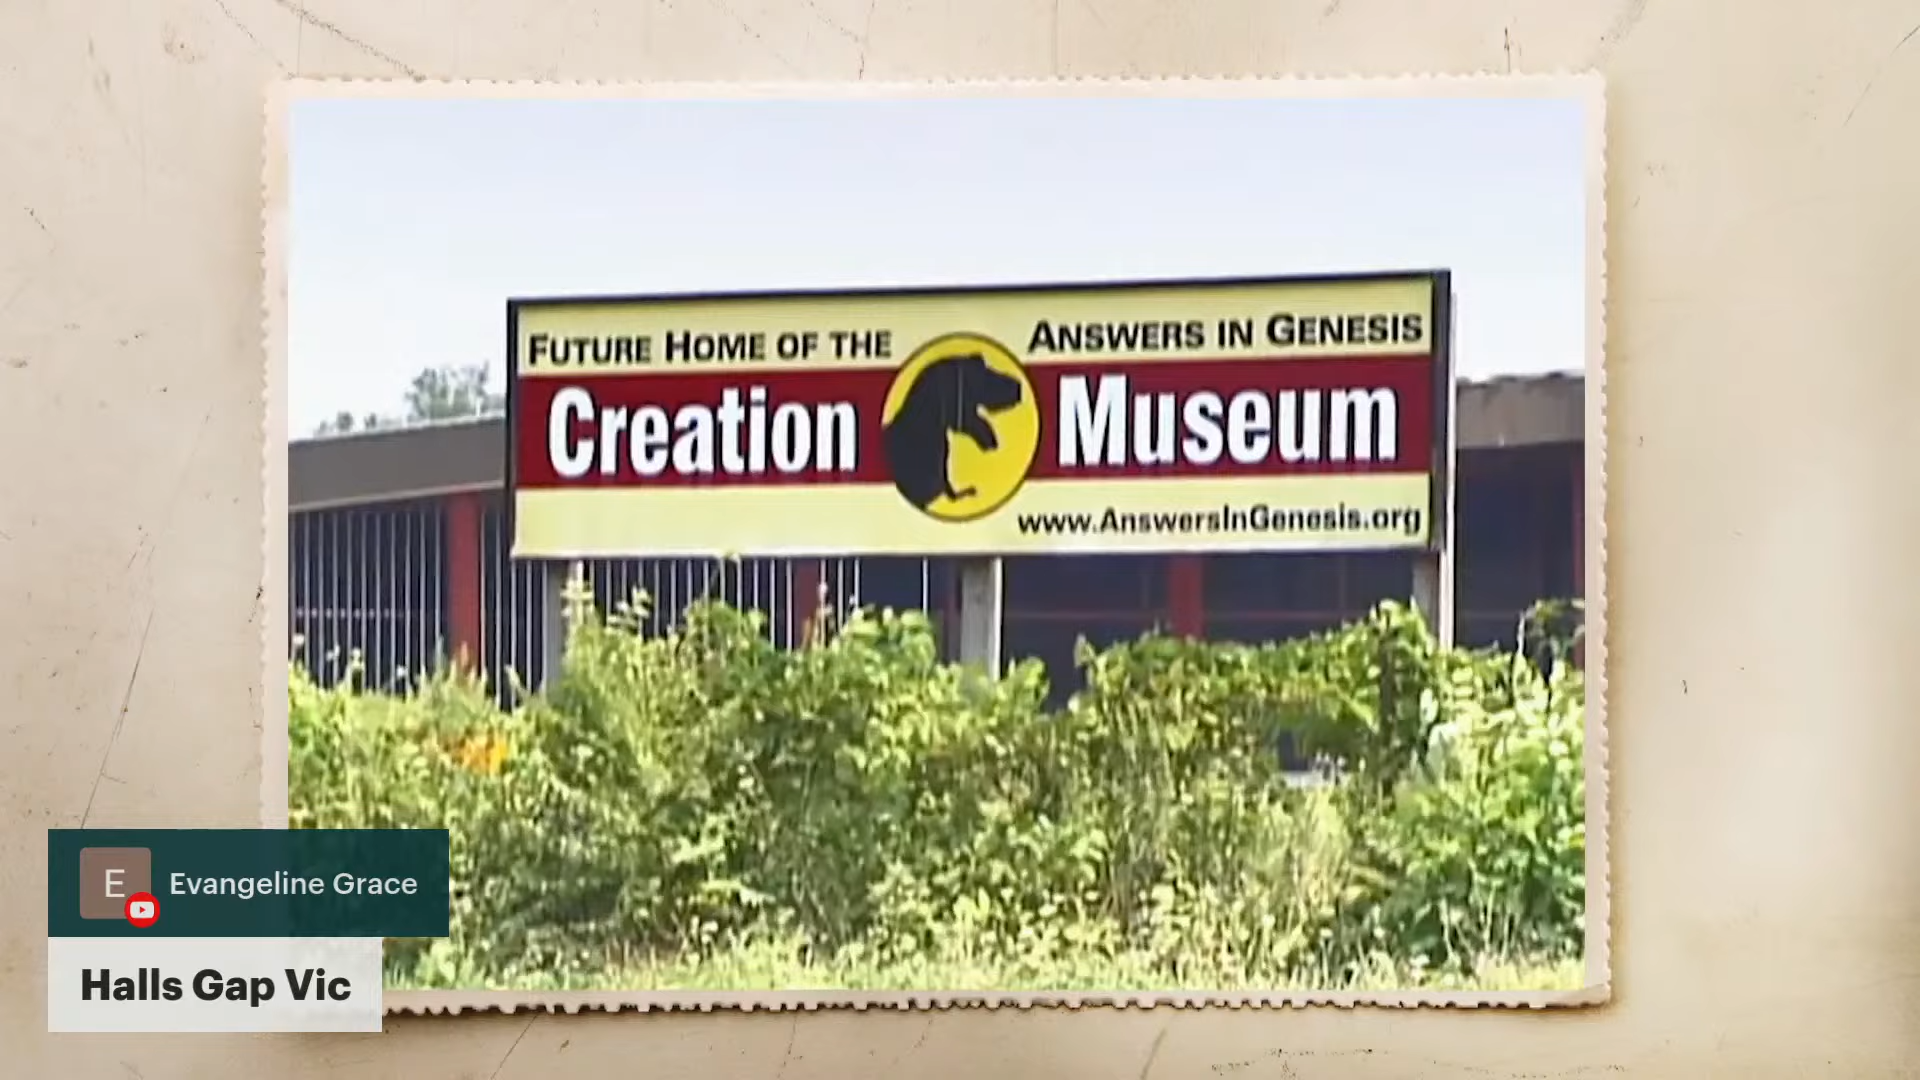 FUTURE HOME OF THE
ANSWERS IN GENESIS
Creation Museum
www.AnswersInGenesis.org
E
Evangeline Grace
Halls Gap Vic